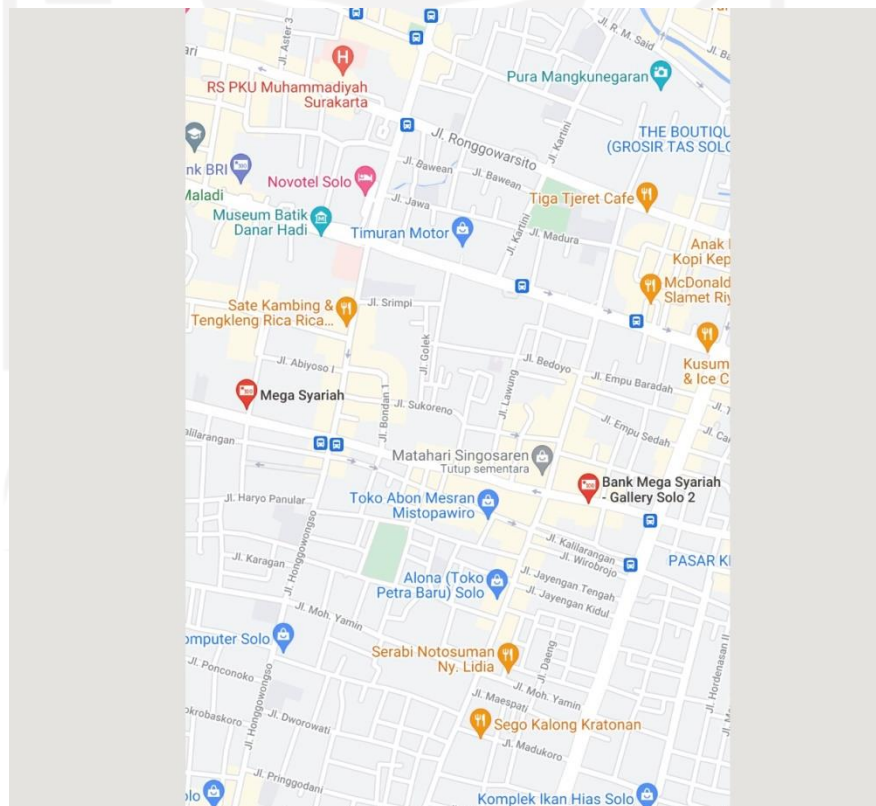 Jl. Aster 3
Jl. R. M. Said
Jl. Ba
ari
H
RS PKU Muhammadiyah
Surakarta
Pura Mangkunegaran
Jl. Ronggowarsito
Jl. Kartini
THE BOUTIQU
(GROSIR TAS SOLO
nk BRI
Maladi
Jl. Bawean
Jl. Bawean
Novotel Solo
Tiga Tjeret Cafe
Jl. Jawa
Museum Batik
Danar Hadi
Timuran Motor
Jl. Kartini
Jl. Madura
Anak
Kopi Kep
McDonald
Slamet Riy
Sate Kambing &
Tengkleng Rica Rica...
Jl. Srimpi
Jl. Golek
Kusum
& Ice C
Jl. Abiyoso I
Jl. Bedoyo
Jl. Empu Baradah
Mega Syariah
Jl. Bondan 1
Jl. Sukoreno
Jl. Lawung
Jl. Empu Sedah
alilarangan
Matahari Singosaren
Tutup sementara
Bank Mega Syariah
- Gallery Solo 2
Jl. Haryo Panular
Toko Abon Mesran
Mistopawiro
Jl. Honggowongso
Jl. Kalilarangan
Jl. Wirobrojo
PASAR KL
Jl. Karagan
Alona (Toko
Petra Baru) Solo
Jl. Jayengan Tengah
Jl. Jayengan Kidul
Jl. Moh. Yamin
omputer Solo
Serabi Notosuman
Ny. Lidia
Jl. Daeng
Jl. Hordenasan II
Jl. Ponconoko
Jl. Honggowongso
Jl. Moh. Yamin
Jl. Maespati
okrobaskoro
Jl. Dworowati
Sego Kalong Kratonan
Jl. Madukoro
Jl. Pringgodani
olo
Komplek Ikan Hias Solo